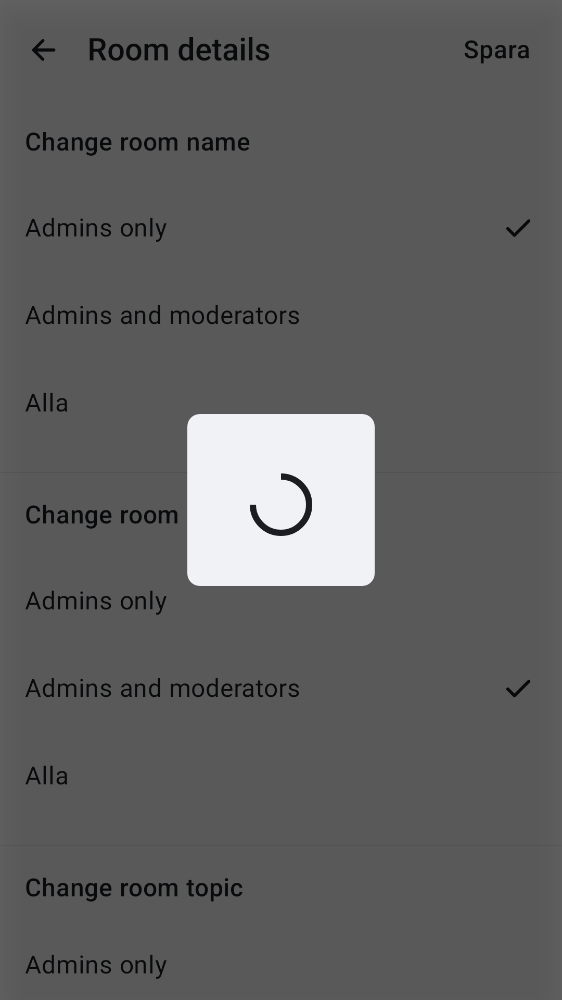 Room details
Spara
Change room name
Admins only
Admins and moderators
Alla
Change room
Admins only
Admins and moderators
Alla
Change room topic
Admins only